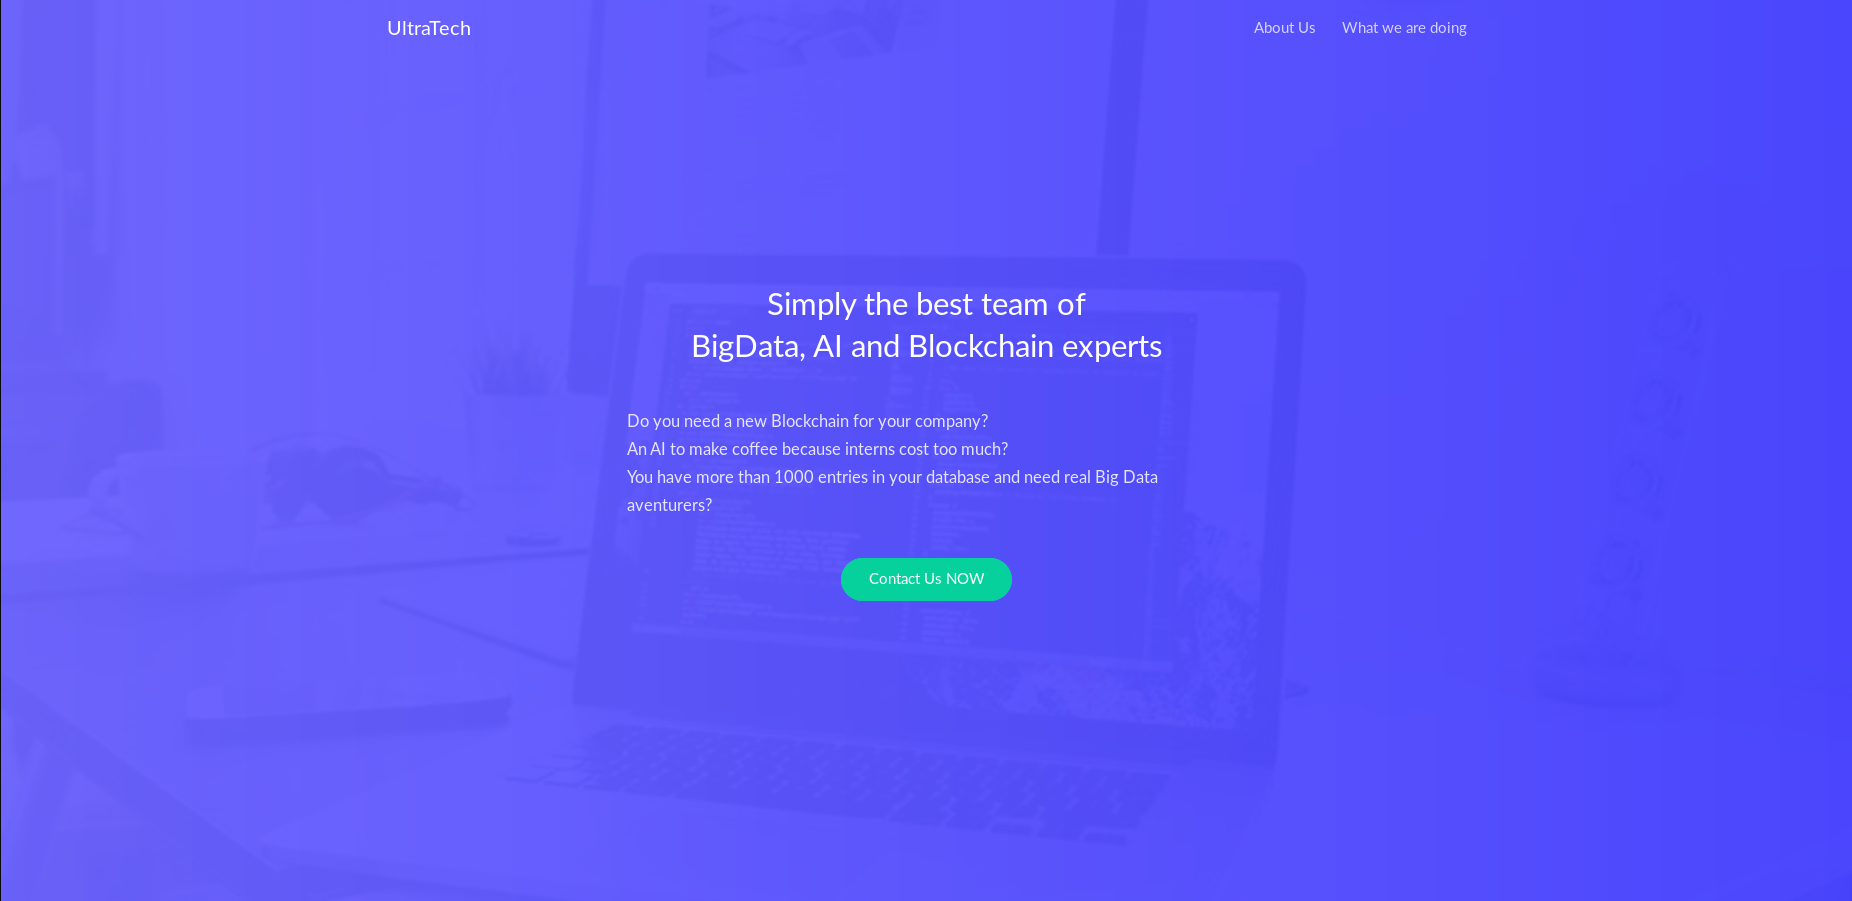 UltraTech
About Us
What we are doing
Simply the best team of
BigData, AI and Blockchain experts
Do you need a new Blockchain for your company?
An AI to make coffee because interns cost too much?
You have more than 1000 entries in your database and need real Big Data
aventurers?
Contact Us NOW